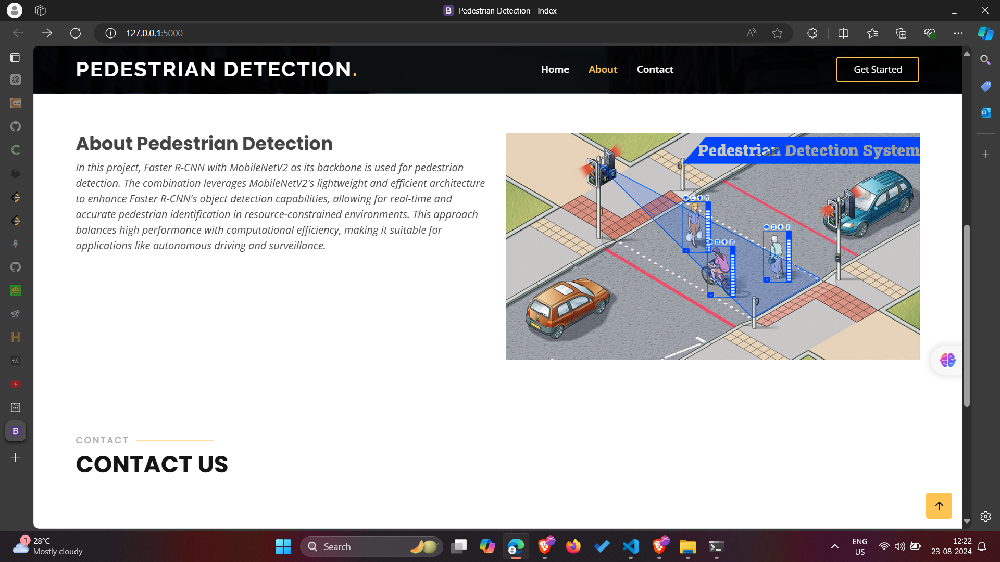 Pedestrian Detection - Index
127.0.0.1:5000
PEDESTRIAN DETECTION.
Home
About
Contact
Get Started
About Pedestrian Detection
In this project, Faster R-CNN with MobileNetV2 as its backbone is used for pedestrian
detection. The combination leverages MobileNetV2's lightweight and efficient architecture
to enhance Faster R-CNN's object detection capabilities, allowing for real-time and
accurate pedestrian identification in resource-constrained environments. This approach
balances high performance with computational efficiency, making it suitable for
applications like autonomous driving and surveillance.
Pedestrian Detection System
CONTACT
CONTACT US
1
28°C
Mostly cloudy
Search
ENG
US
12:22
23-08-2024